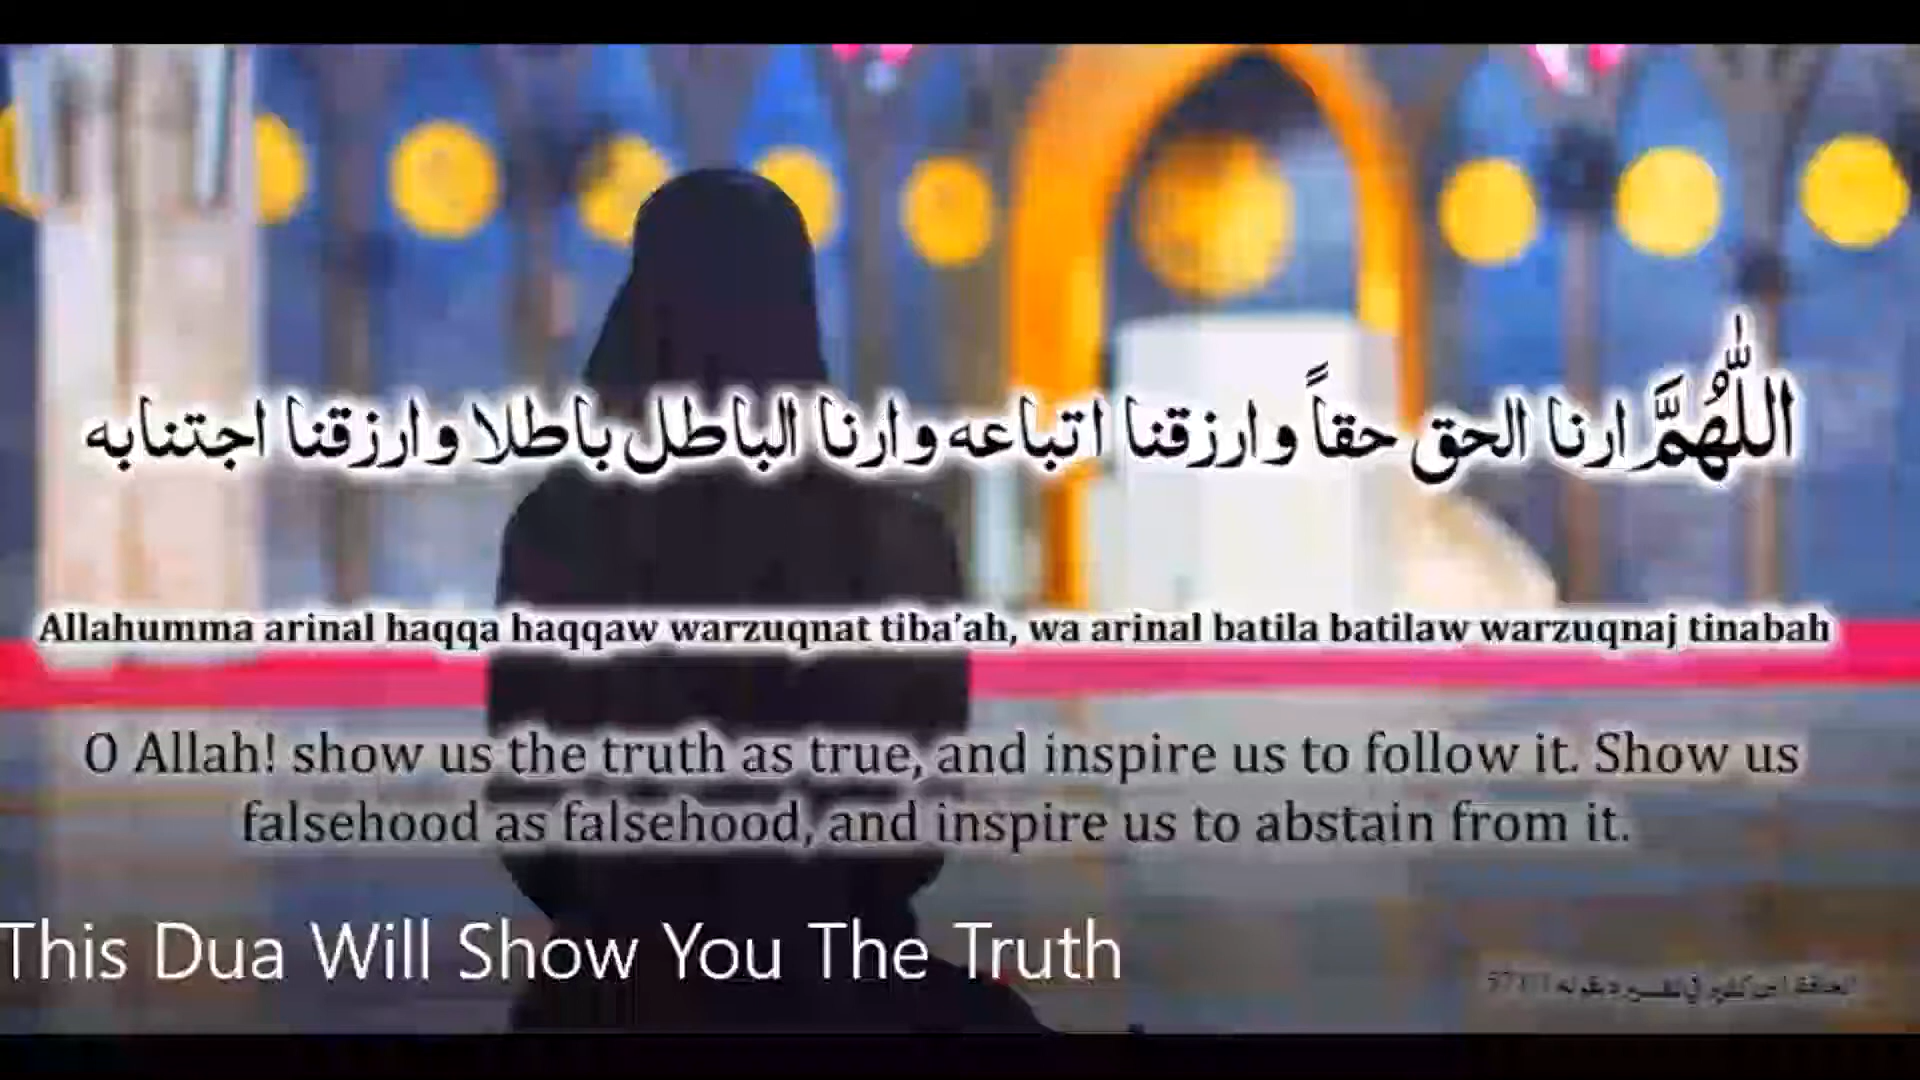 اللّٰهُمَّ ارنا الحق حقاً وارزقنا اتباعه وارنا الباطل باطلا وارزقنا اجتنابه
Allahumma arinal haqqa haqqaw warzuqnat tiba’ah, wa arinal batila batilaw warzuqnaj tinabah
O Allah! show us the truth as true, and inspire us to follow it. Show us
falsehood as falsehood, and inspire us to abstain from it.
This Dua Will Show You The Truth